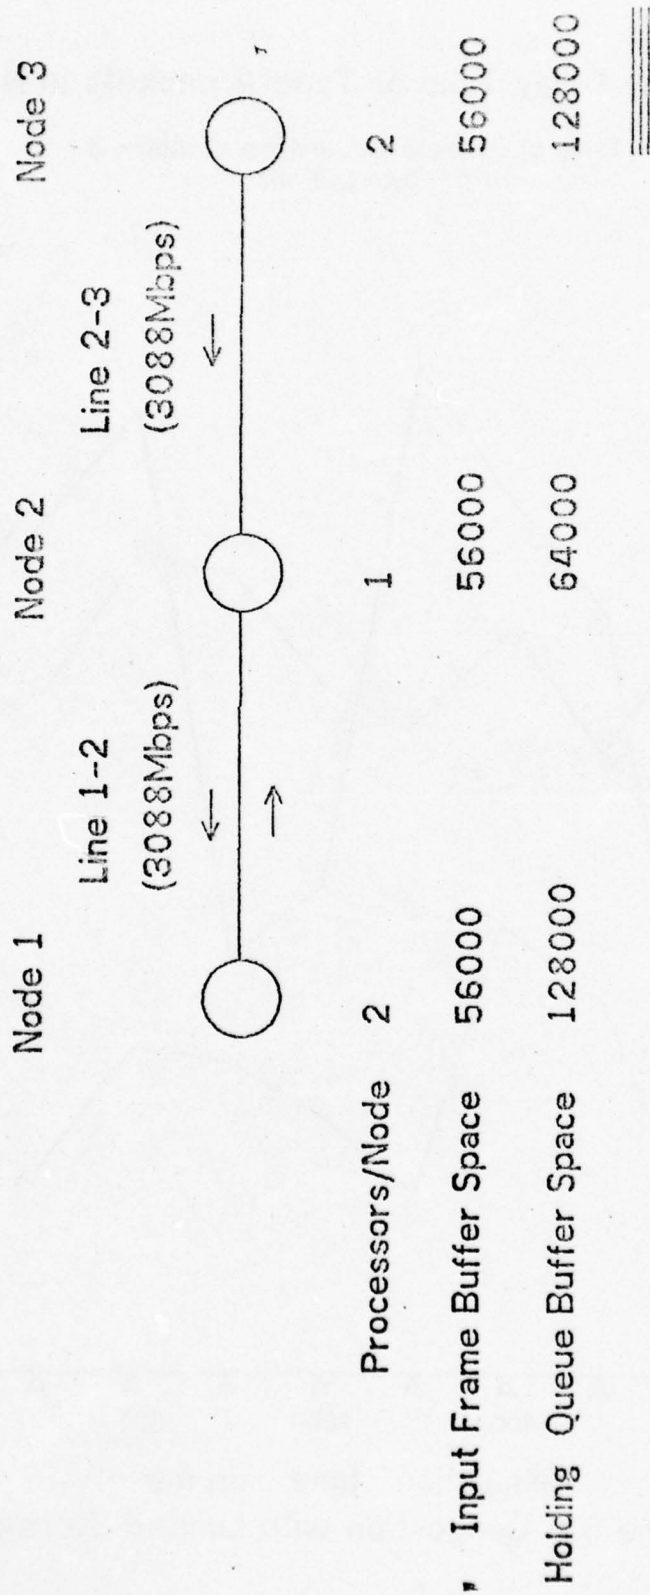 Node 1 Node 2 Node 3
Line 1-2 Line 2-3
(3088Mbps) (3088Mbps)
Processors/Node 2 1 2
Input Frame Buffer Space 56000 56000 56000
Holding Queue Buffer Space 128000 64000 128000